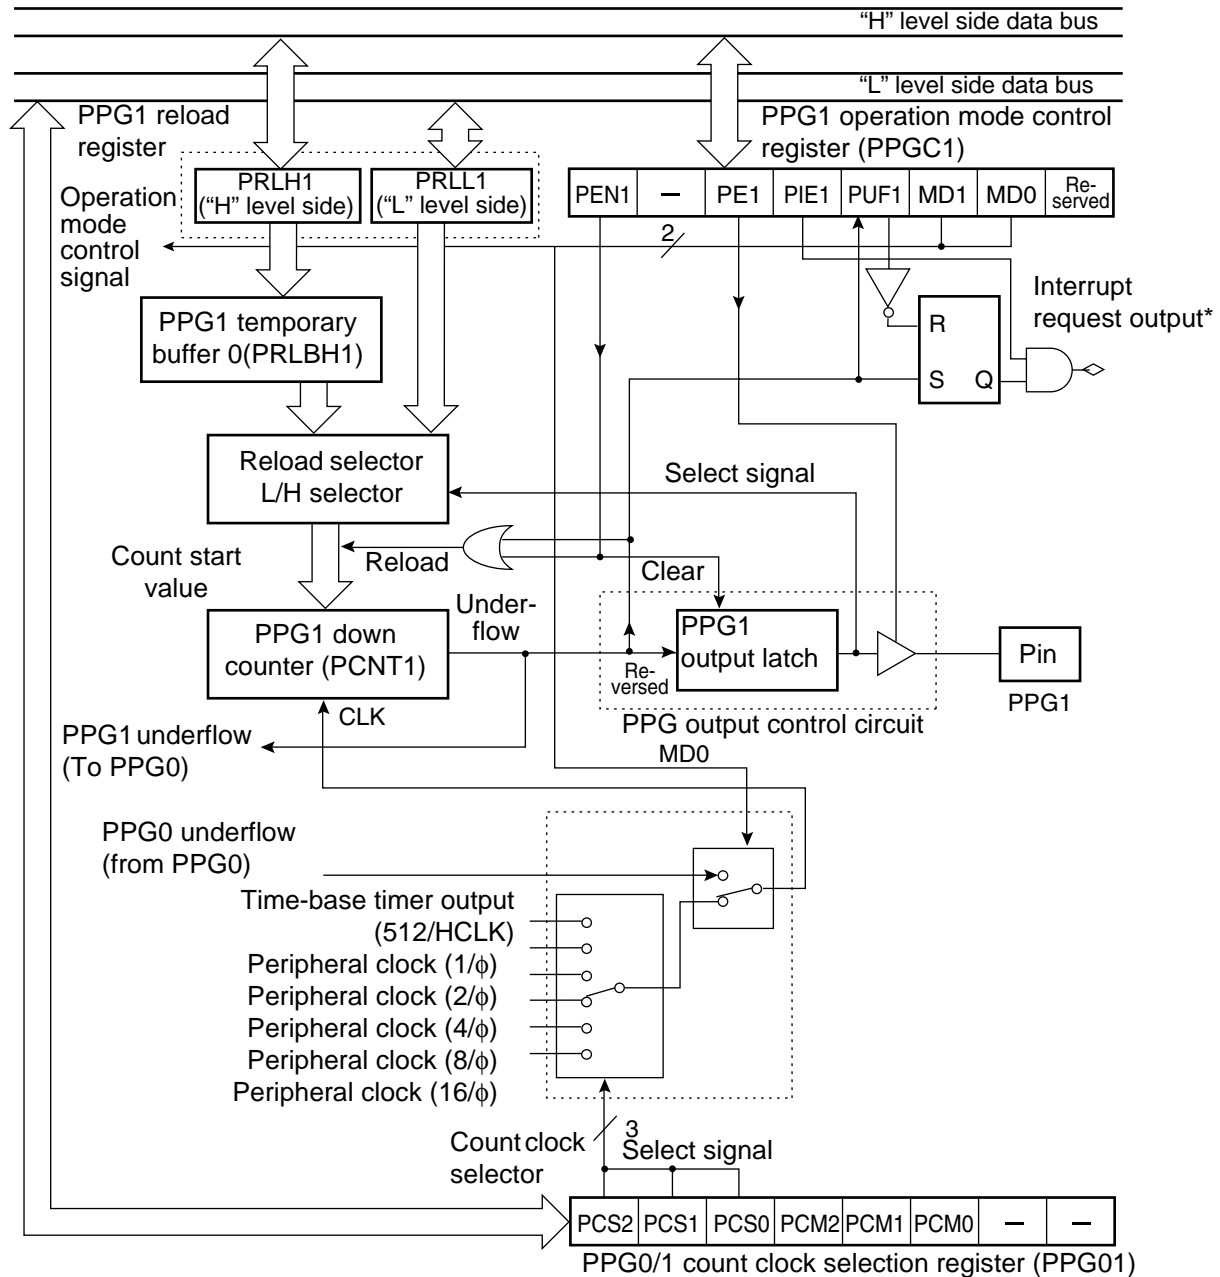 “H” level side data bus
“L” level side data bus
PPG1 reload
register
PPG1 operation mode control
register (PPGC1)
PRLH1
(“H” level side)
PRLL1
(“L” level side)
PEN1
–
PE1
PIE1
PUF1
MD1
MD0
Re-
served
Operation
mode
control
signal
2
PPG1 temporary
buffer 0(PRLBH1)
R
S
Q
Interrupt
request output*
Reload selector
L/H selector
Select signal
Count start
value
Reload
Clear
Under-
flow
PPG1 down
counter (PCNT1)
Re-
versed
PPG1
output latch
Pin
PPG1
CLK
PPG output control circuit
PPG1 underflow
(To PPG0)
MD0
PPG0 underflow
(from PPG0)
Time-base timer output
(512/HCLK)
Peripheral clock (1/ϕ)
Peripheral clock (2/ϕ)
Peripheral clock (4/ϕ)
Peripheral clock (8/ϕ)
Peripheral clock (16/ϕ)
Count clock
selector
3
Select signal
PCS2
PCS1
PCS0
PCM2
PCM1
PCM0
–
–
PPG0/1 count clock selection register (PPG01)